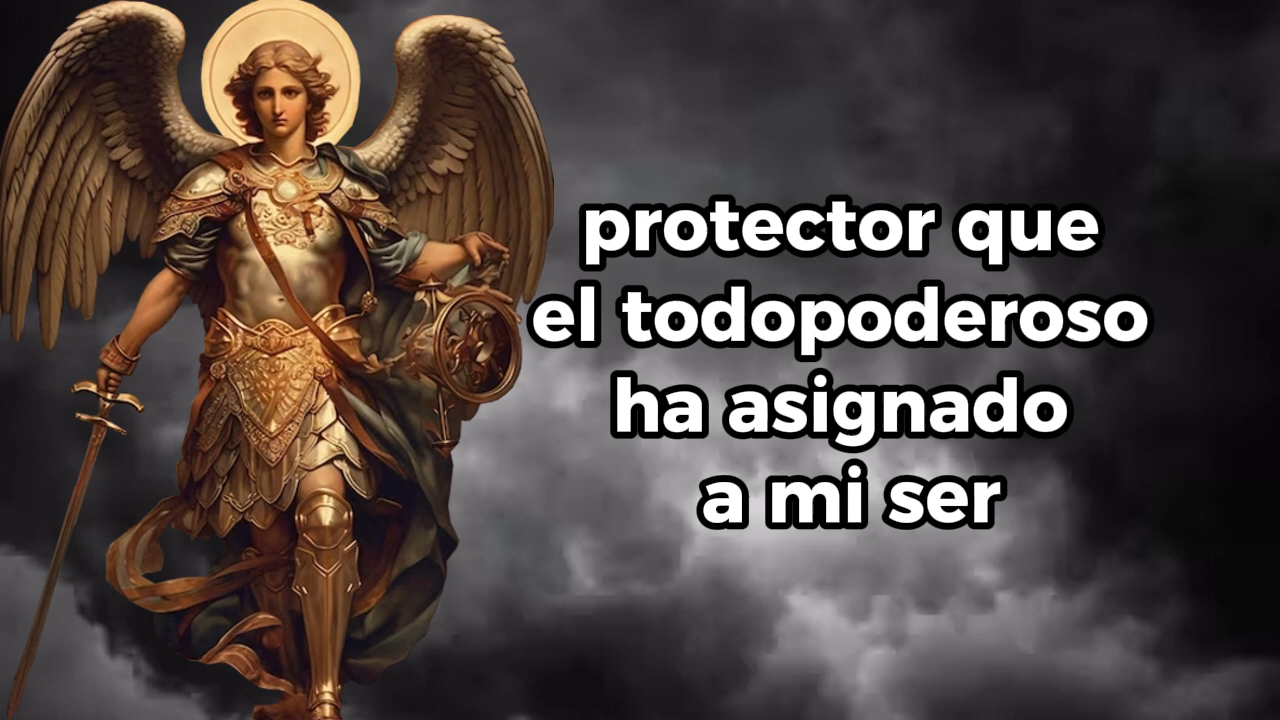 protector que
el todopoderoso
ha asignado
a mi ser